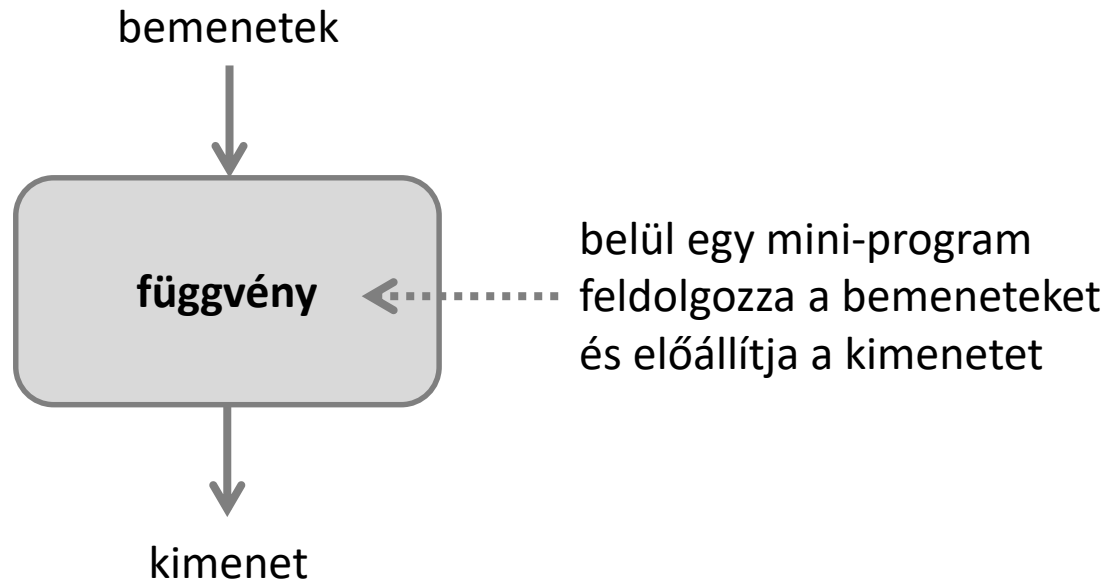 bemenetek
függvény
belül egy mini-program
feldolgozza a bemeneteket
és előállítja a kimenetet
kimenet